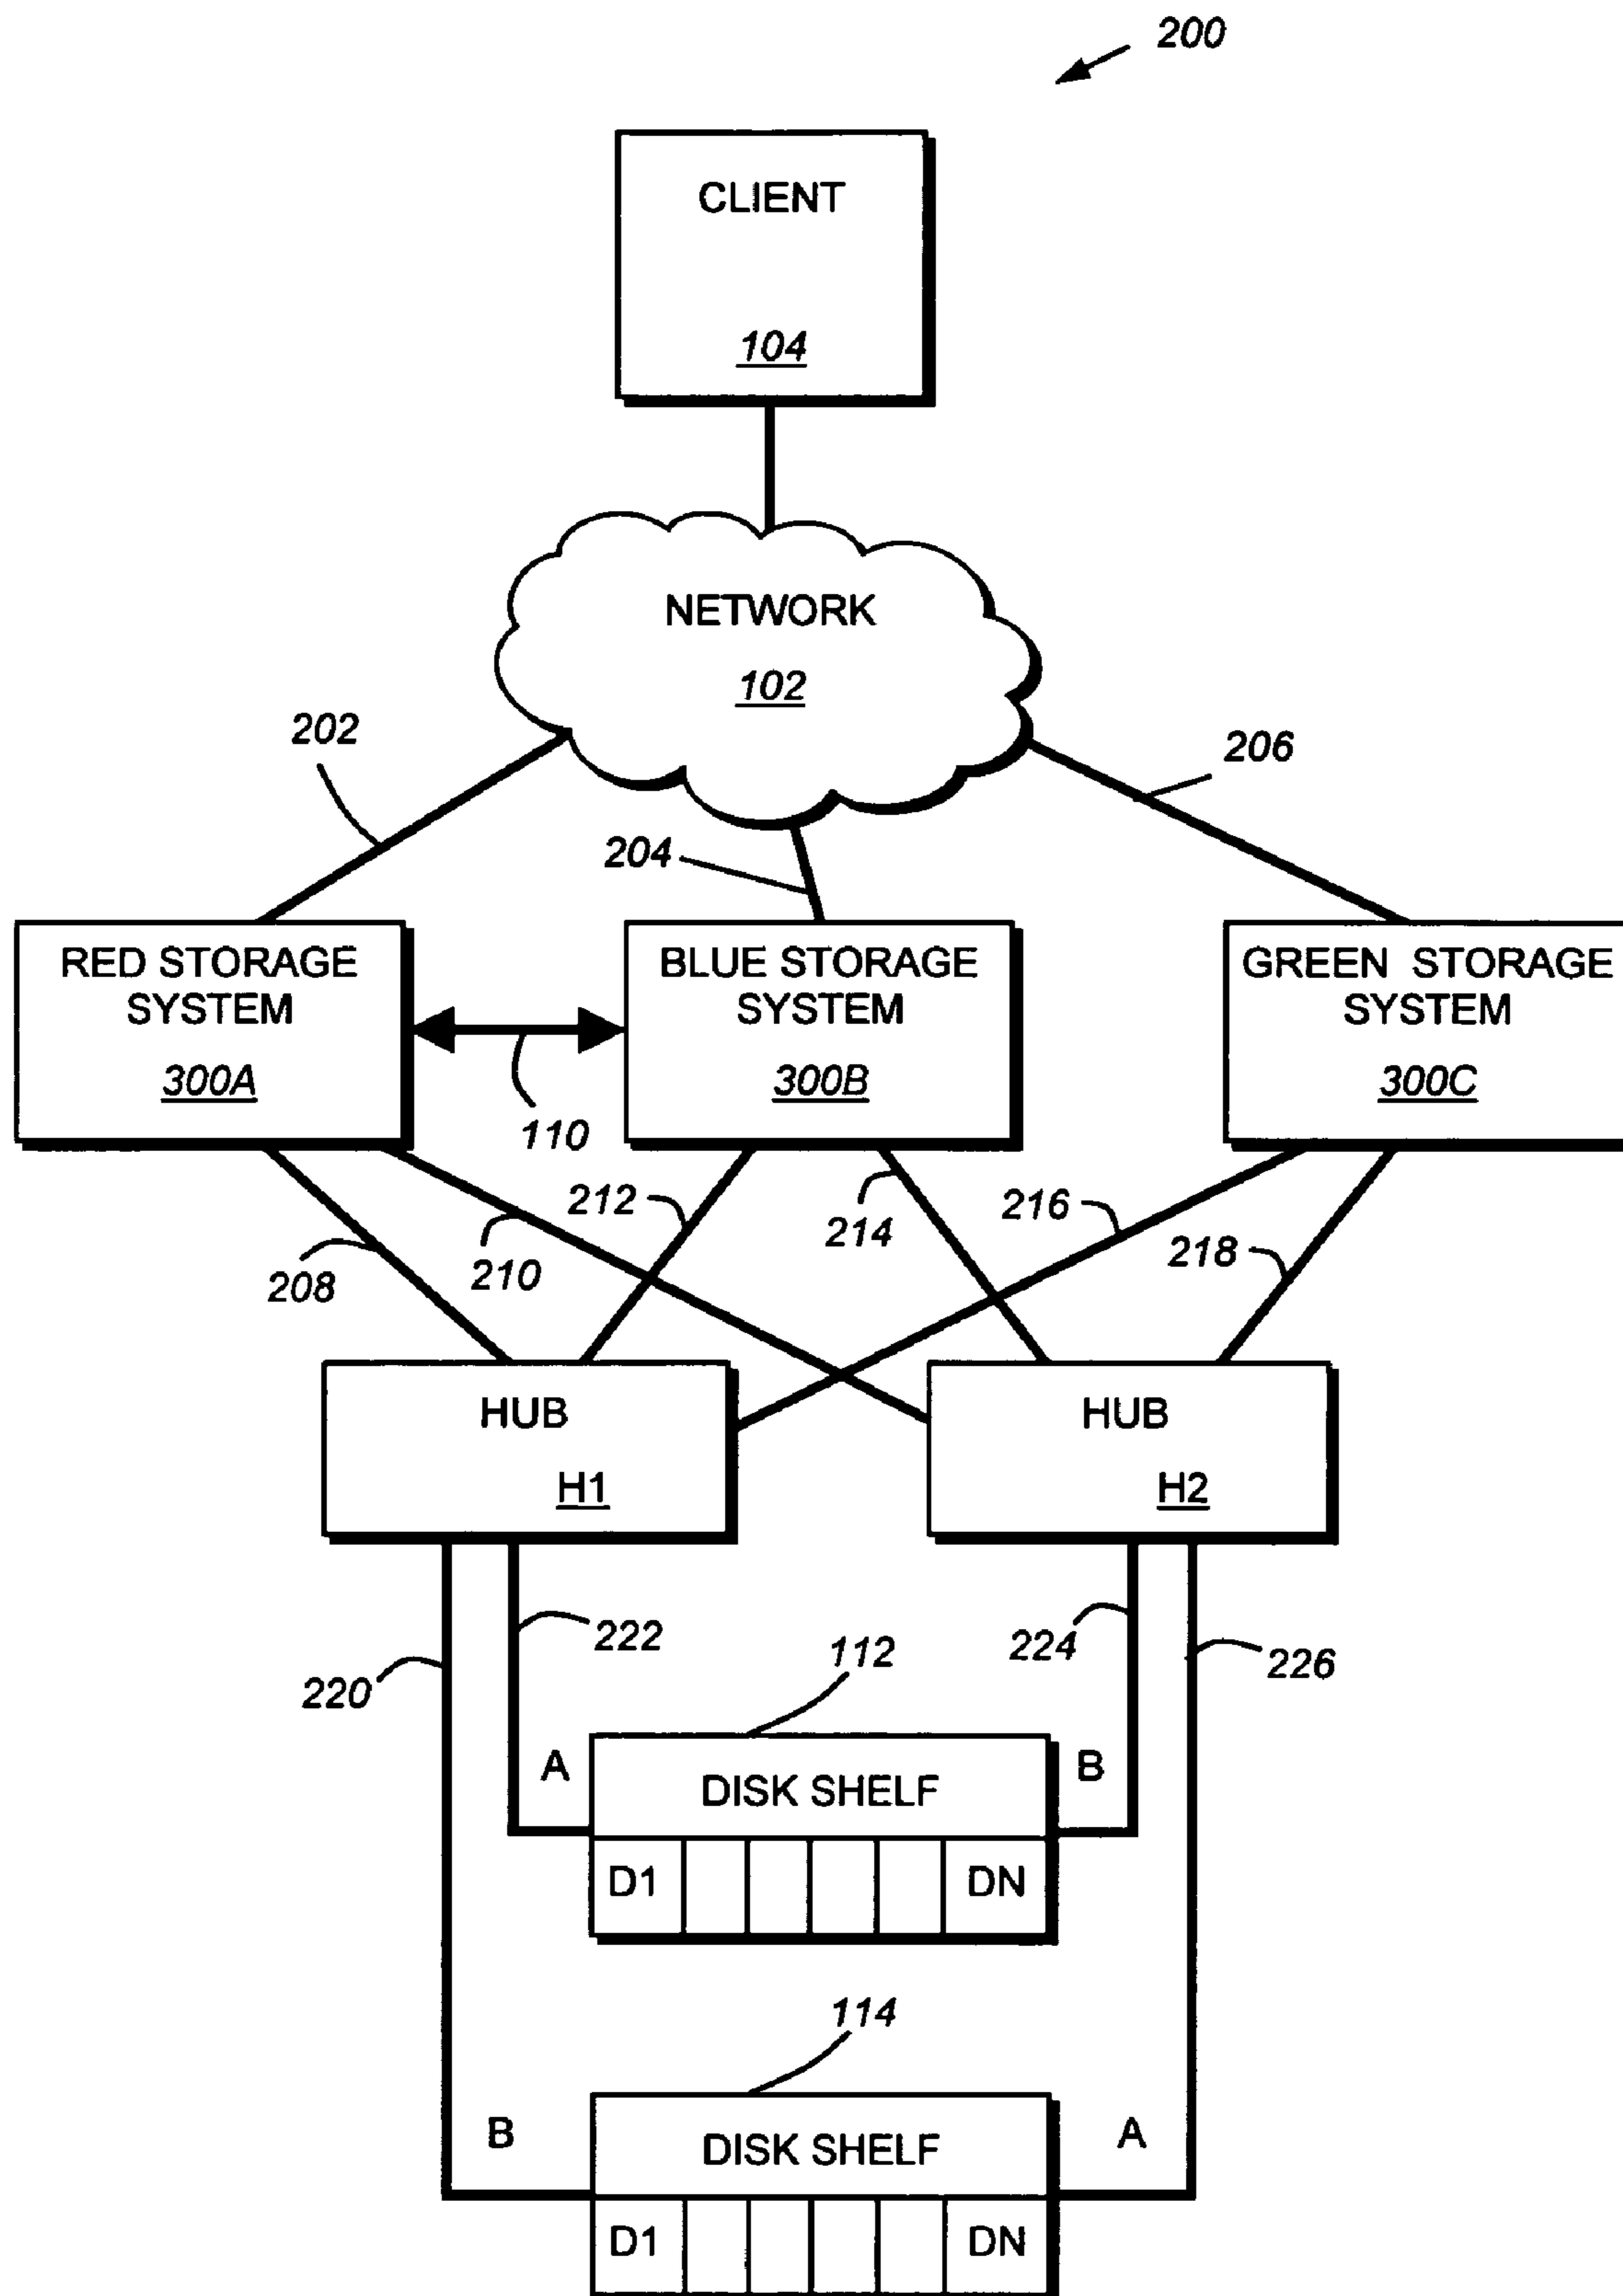 200
CLIENT
104
NETWORK
102
202
206
204
RED STORAGE
SYSTEM
300A
BLUE STORAGE
SYSTEM
300B
GREEN STORAGE
SYSTEM
300C
110
212
214
216
218
208
210
HUB
H1
HUB
H2
222
224
220
226
112
A
B
DISK SHELF
D1
DN
114
B
A
DISK SHELF
D1
DN